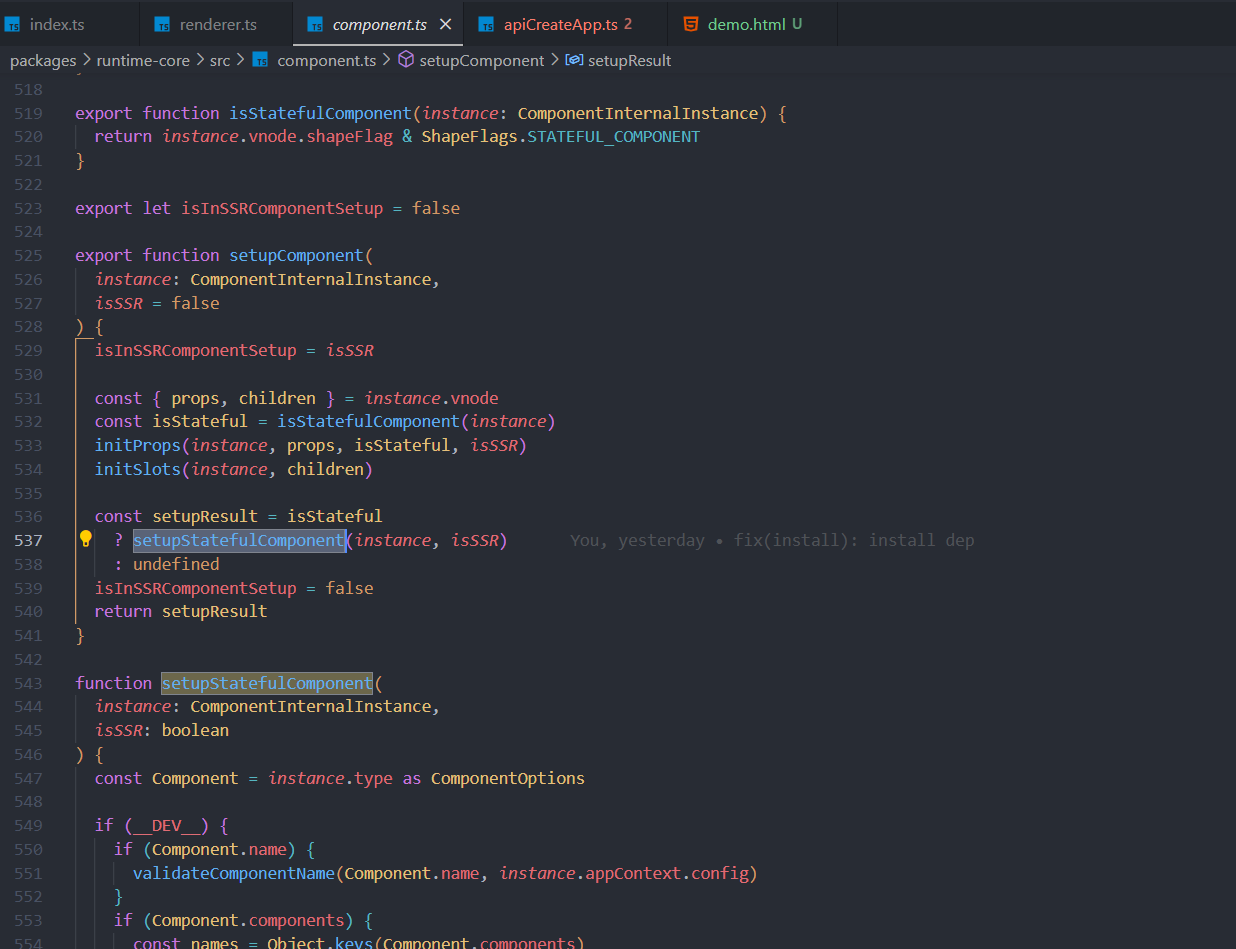 index.ts renderer.ts component.ts × apiCreateApp.ts 2 demo.html U
packages > runtime-core > src > component.ts > setupComponent > setupResult
518
519 export function isStatefulComponent(instance: ComponentInternalInstance) {
520   return instance.vnode.shapeFlag & ShapeFlags.STATEFUL_COMPONENT
521 }
522
523 export let isInSSRComponentSetup = false
524
525 export function setupComponent(
526   instance: ComponentInternalInstance,
527   isSSR = false
528 ) {
529   isInSSRComponentSetup = isSSR
530
531   const { props, children } = instance.vnode
532   const isStateful = isStatefulComponent(instance)
533   initProps(instance, props, isStateful, isSSR)
534   initSlots(instance, children)
535
536   const setupResult = isStateful
537     ? setupStatefulComponent(instance, isSSR) You, yesterday • fix(install): install dep
538     : undefined
539   isInSSRComponentSetup = false
540   return setupResult
541 }
542
543 function setupStatefulComponent(
544   instance: ComponentInternalInstance,
545   isSSR: boolean
546 ) {
547   const Component = instance.type as ComponentOptions
548
549   if (__DEV__) {
550     if (Component.name) {
551       validateComponentName(Component.name, instance.appContext.config)
552     }
553     if (Component.components) {
554       const names = Object.keys(Component.components)